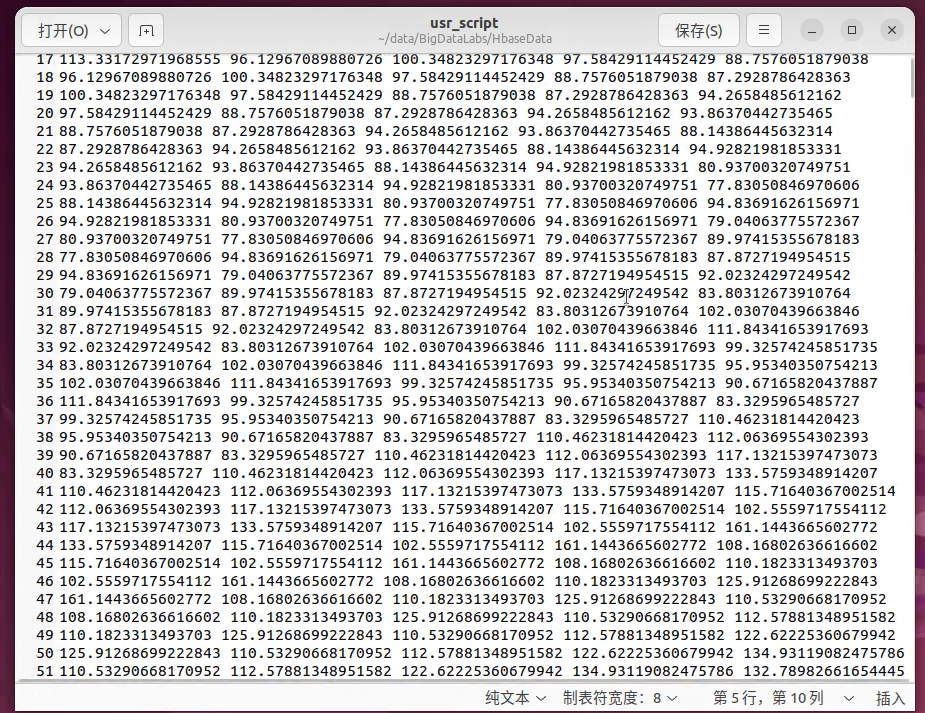 打开(O)
usr_script
~/data/BigDataLabs/HbaseData
保存(S)
17 113.33172971968555 96.12967089880726 100.34823297176348 97.58429114452429 88.7576051879038
18 96.12967089880726 100.34823297176348 97.58429114452429 88.7576051879038 87.2928786428363
19 100.34823297176348 97.58429114452429 88.7576051879038 87.2928786428363 94.2658485612162
20 97.58429114452429 88.7576051879038 87.2928786428363 94.2658485612162 93.86370442735465
21 88.7576051879038 87.2928786428363 94.2658485612162 93.86370442735465 88.14386445632314
22 87.2928786428363 94.2658485612162 93.86370442735465 88.14386445632314 94.92821981853331
23 94.2658485612162 93.86370442735465 88.14386445632314 94.92821981853331 80.93700320749751
24 93.86370442735465 88.14386445632314 94.92821981853331 80.93700320749751 77.83050846970606
25 88.14386445632314 94.92821981853331 80.93700320749751 77.83050846970606 94.83691626156971
26 94.92821981853331 80.93700320749751 77.83050846970606 94.83691626156971 79.04063775572367
27 80.93700320749751 77.83050846970606 94.83691626156971 79.04063775572367 89.97415355678183
28 77.83050846970606 94.83691626156971 79.04063775572367 89.97415355678183 87.8727194954515
29 94.83691626156971 79.04063775572367 89.97415355678183 87.8727194954515 92.02324297249542
30 79.04063775572367 89.97415355678183 87.8727194954515 92.02324297249542 83.80312673910764
31 89.97415355678183 87.8727194954515 92.02324297249542 83.80312673910764 102.03070439663846
32 87.8727194954515 92.02324297249542 83.80312673910764 102.03070439663846 111.84341653917693
33 92.02324297249542 83.80312673910764 102.03070439663846 111.84341653917693 99.32574245851735
34 83.80312673910764 102.03070439663846 111.84341653917693 99.32574245851735 95.95340350754213
35 102.03070439663846 111.84341653917693 99.32574245851735 95.95340350754213 90.67165820437887
36 111.84341653917693 99.32574245851735 95.95340350754213 90.67165820437887 83.3295965485727
37 99.32574245851735 95.95340350754213 90.67165820437887 83.3295965485727 110.46231814420423
38 95.95340350754213 90.67165820437887 83.3295965485727 110.46231814420423 112.06369554302393
39 90.67165820437887 83.3295965485727 110.46231814420423 112.06369554302393 117.13215397473073
40 83.3295965485727 110.46231814420423 112.06369554302393 117.13215397473073 133.5759348914207
41 110.46231814420423 112.06369554302393 117.13215397473073 133.5759348914207 115.71640367002514
42 112.06369554302393 117.13215397473073 133.5759348914207 115.71640367002514 102.5559717554112
43 117.13215397473073 133.5759348914207 115.71640367002514 102.5559717554112 161.1443665602772
44 133.5759348914207 115.71640367002514 102.5559717554112 161.1443665602772 108.16802636616602
45 115.71640367002514 102.5559717554112 161.1443665602772 108.16802636616602 110.1823313493703
46 102.5559717554112 161.1443665602772 108.16802636616602 110.1823313493703 125.91268699222843
47 161.1443665602772 108.16802636616602 110.1823313493703 125.91268699222843 110.53290668170952
48 108.16802636616602 110.1823313493703 125.91268699222843 110.53290668170952 112.57881348951582
49 110.1823313493703 125.91268699222843 110.53290668170952 112.57881348951582 122.62225360679942
50 125.91268699222843 110.53290668170952 112.57881348951582 122.62225360679942 134.93119082475786
51 110.53290668170952 112.57881348951582 122.62225360679942 134.93119082475786 132.78982661654445
纯文本 制表符宽度：8 第 5 行，第 10 列 插入